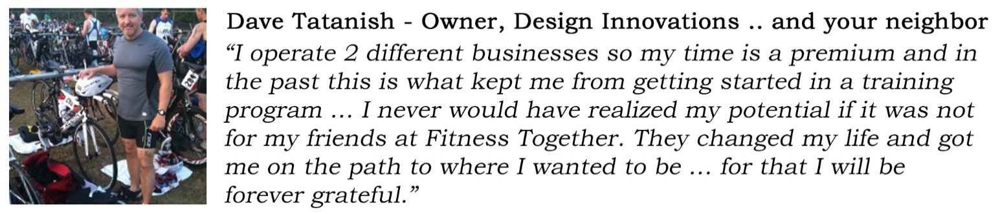 Dave Tatanish - Owner, Design Innovations .. and your neighbor
“I operate 2 different businesses so my time is a premium and in
the past this is what kept me from getting started in a training
program ... I never would have realized my potential if it was not
for my friends at Fitness Together. They changed my life and got
me on the path to where I wanted to be ... for that I will be
forever grateful.”